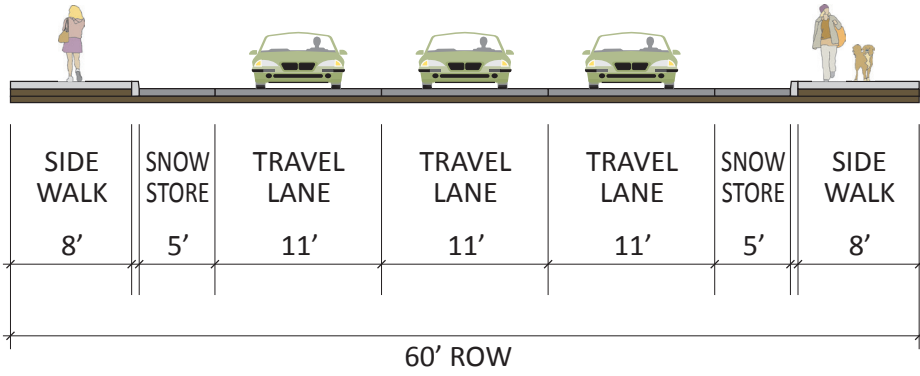 SIDE
WALK
8’
SNOW
STORE
5’
TRAVEL
LANE
11’
TRAVEL
LANE
11’
TRAVEL
LANE
11’
SNOW
STORE
5’
SIDE
WALK
8’
60’ ROW